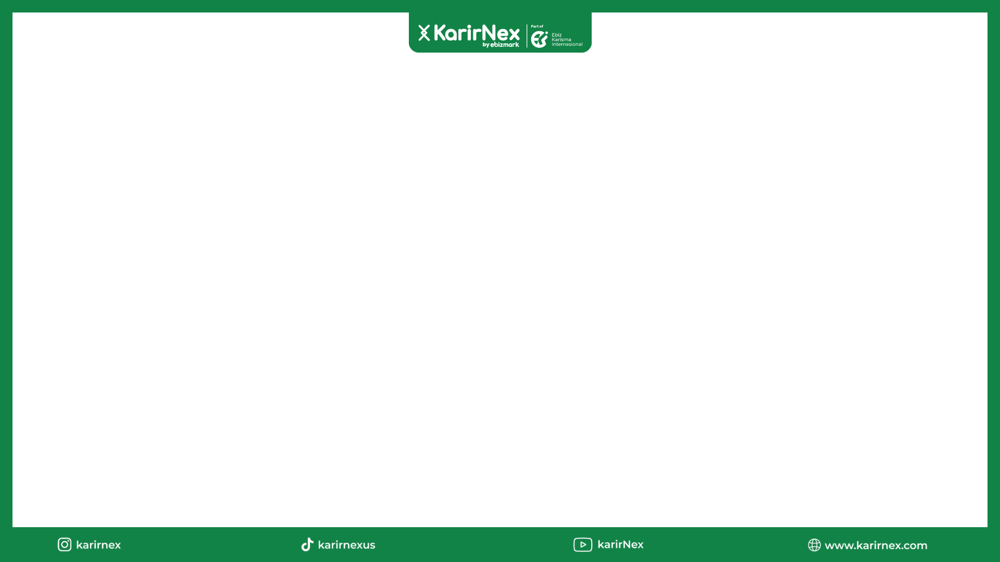 KarirNex
by ebizmark
Part of
Ebiz
Karisma
Internasional
karirnex
karirnexus
karirNex
www.karirnex.com